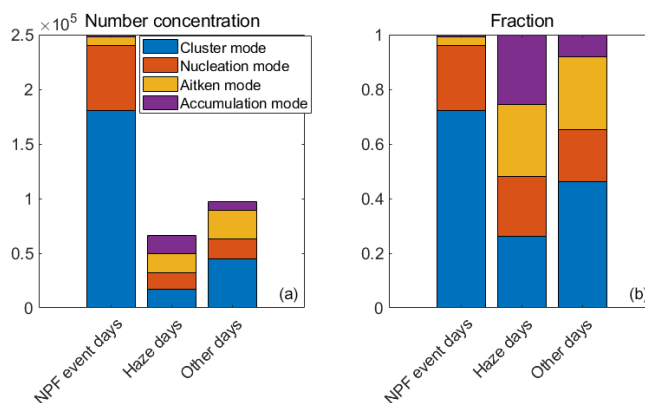 Number concentration
×10^5
2.5
2
1.5
1
0.5
0
Cluster mode
Nucleation mode
Aitken mode
Accumulation mode
(a)
NPF event days
Haze days
Other days
Fraction
1
0.8
0.6
0.4
0.2
0
(b)
NPF event days
Haze days
Other days